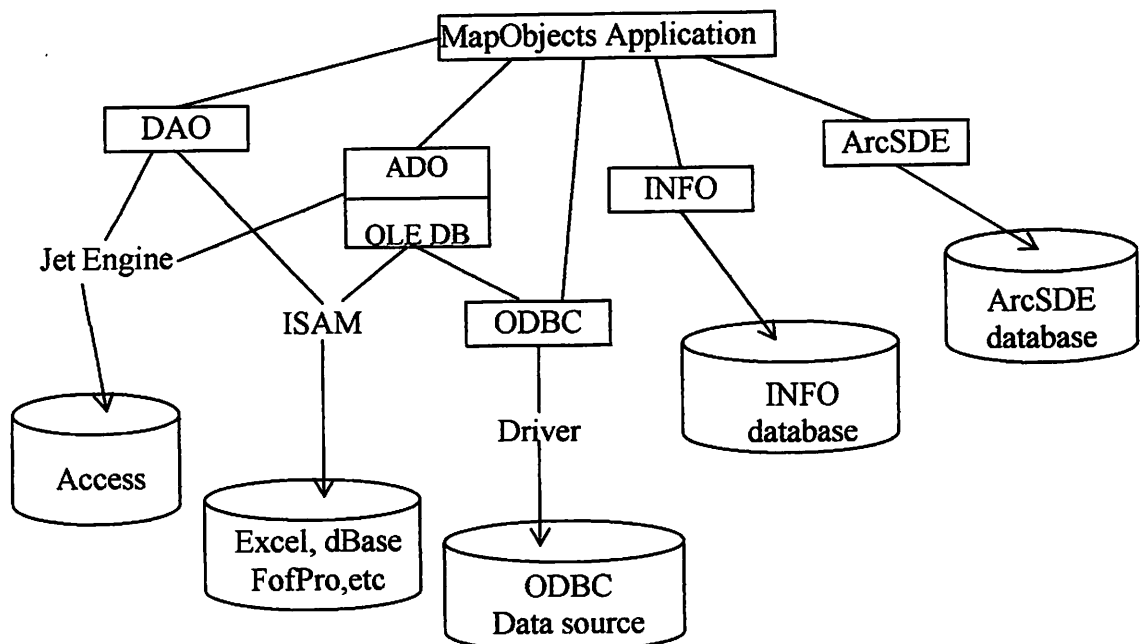 MapObjects Application
DAO
ADO
OLE DB
INFO
ArcSDE
Jet Engine
ISAM
ODBC
Driver
Access
Excel, dBase
FofPro,etc
ODBC
Data source
INFO
database
ArcSDE
database